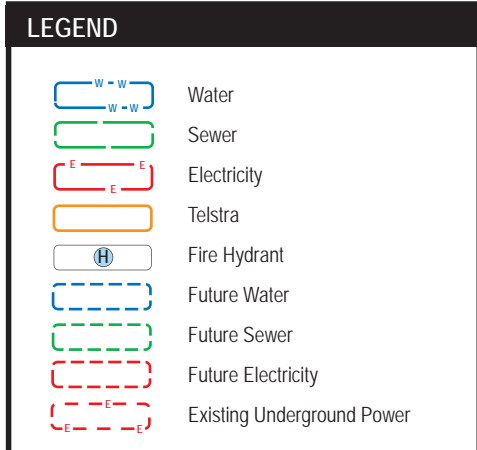 LEGEND
W - W
W - W Water
Sewer
E E
E Electricity
Telstra
H Fire Hydrant
Future Water
Future Sewer
Future Electricity
E
E E Existing Underground Power